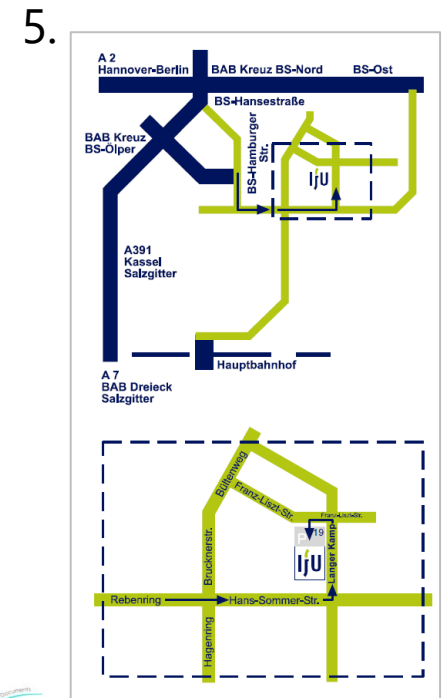 5.
A 2
Hannover-Berlin
BAB Kreuz BS-Nord
BS-Ost
BS-Hansestraße
BAB Kreuz
BS-Ölper
BS-Hamburger
Str.
IfU
A391
Kassel
Salzgitter
Hauptbahnhof
A 7
BAB Dreieck
Salzgitter
Bültenweg
Franz-Liszt-Str.
Franz-Liszt-Str.
P
19
IfU
Brucknerstr.
Langer Kamp
Rebenring
Hans-Sommer-Str.
Hagenring